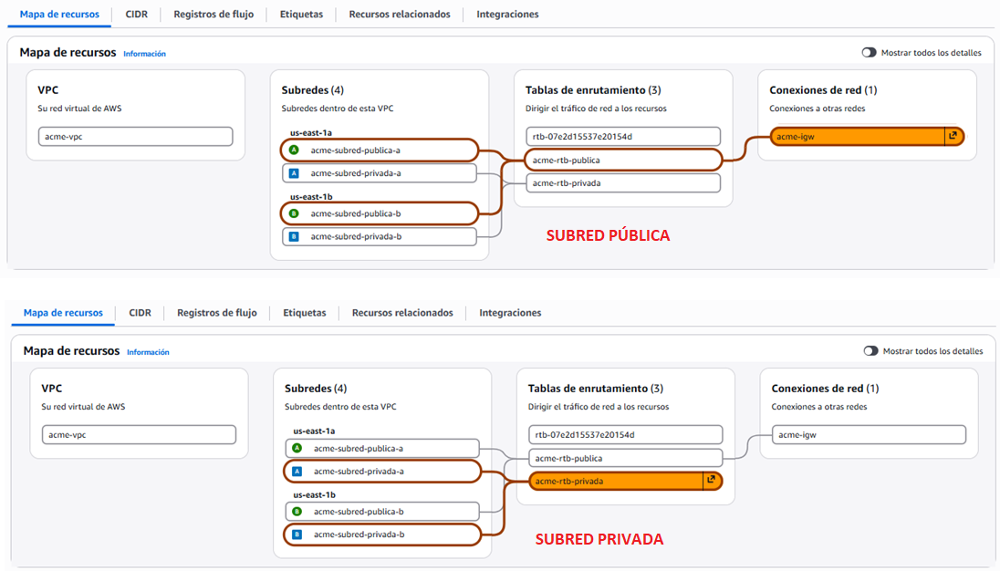 Mapa de recursos CIDR Registros de flujo Etiquetas Recursos relacionados Integraciones
Mapa de recursos Información Mostrar todos los detalles
VPC
Su red virtual de AWS
acme-vpc
Subredes (4)
Subredes dentro de esta VPC
us-east-1a
A acme-subred-publica-a
A acme-subred-privada-a
us-east-1b
B acme-subred-publica-b
B acme-subred-privada-b
Tablas de enrutamiento (3)
Dirigir el tráfico de red a los recursos
rtb-07e2d15537e20154d
acme-rtb-publica
acme-rtb-privada
Conexiones de red (1)
Conexiones a otras redes
acme-igw
SUBRED PÚBLICA
Mapa de recursos CIDR Registros de flujo Etiquetas Recursos relacionados Integraciones
Mapa de recursos Información Mostrar todos los detalles
VPC
Su red virtual de AWS
acme-vpc
Subredes (4)
Subredes dentro de esta VPC
us-east-1a
A acme-subred-publica-a
A acme-subred-privada-a
us-east-1b
B acme-subred-publica-b
B acme-subred-privada-b
Tablas de enrutamiento (3)
Dirigir el tráfico de red a los recursos
rtb-07e2d15537e20154d
acme-rtb-publica
acme-rtb-privada
Conexiones de red (1)
Conexiones a otras redes
acme-igw
SUBRED PRIVADA